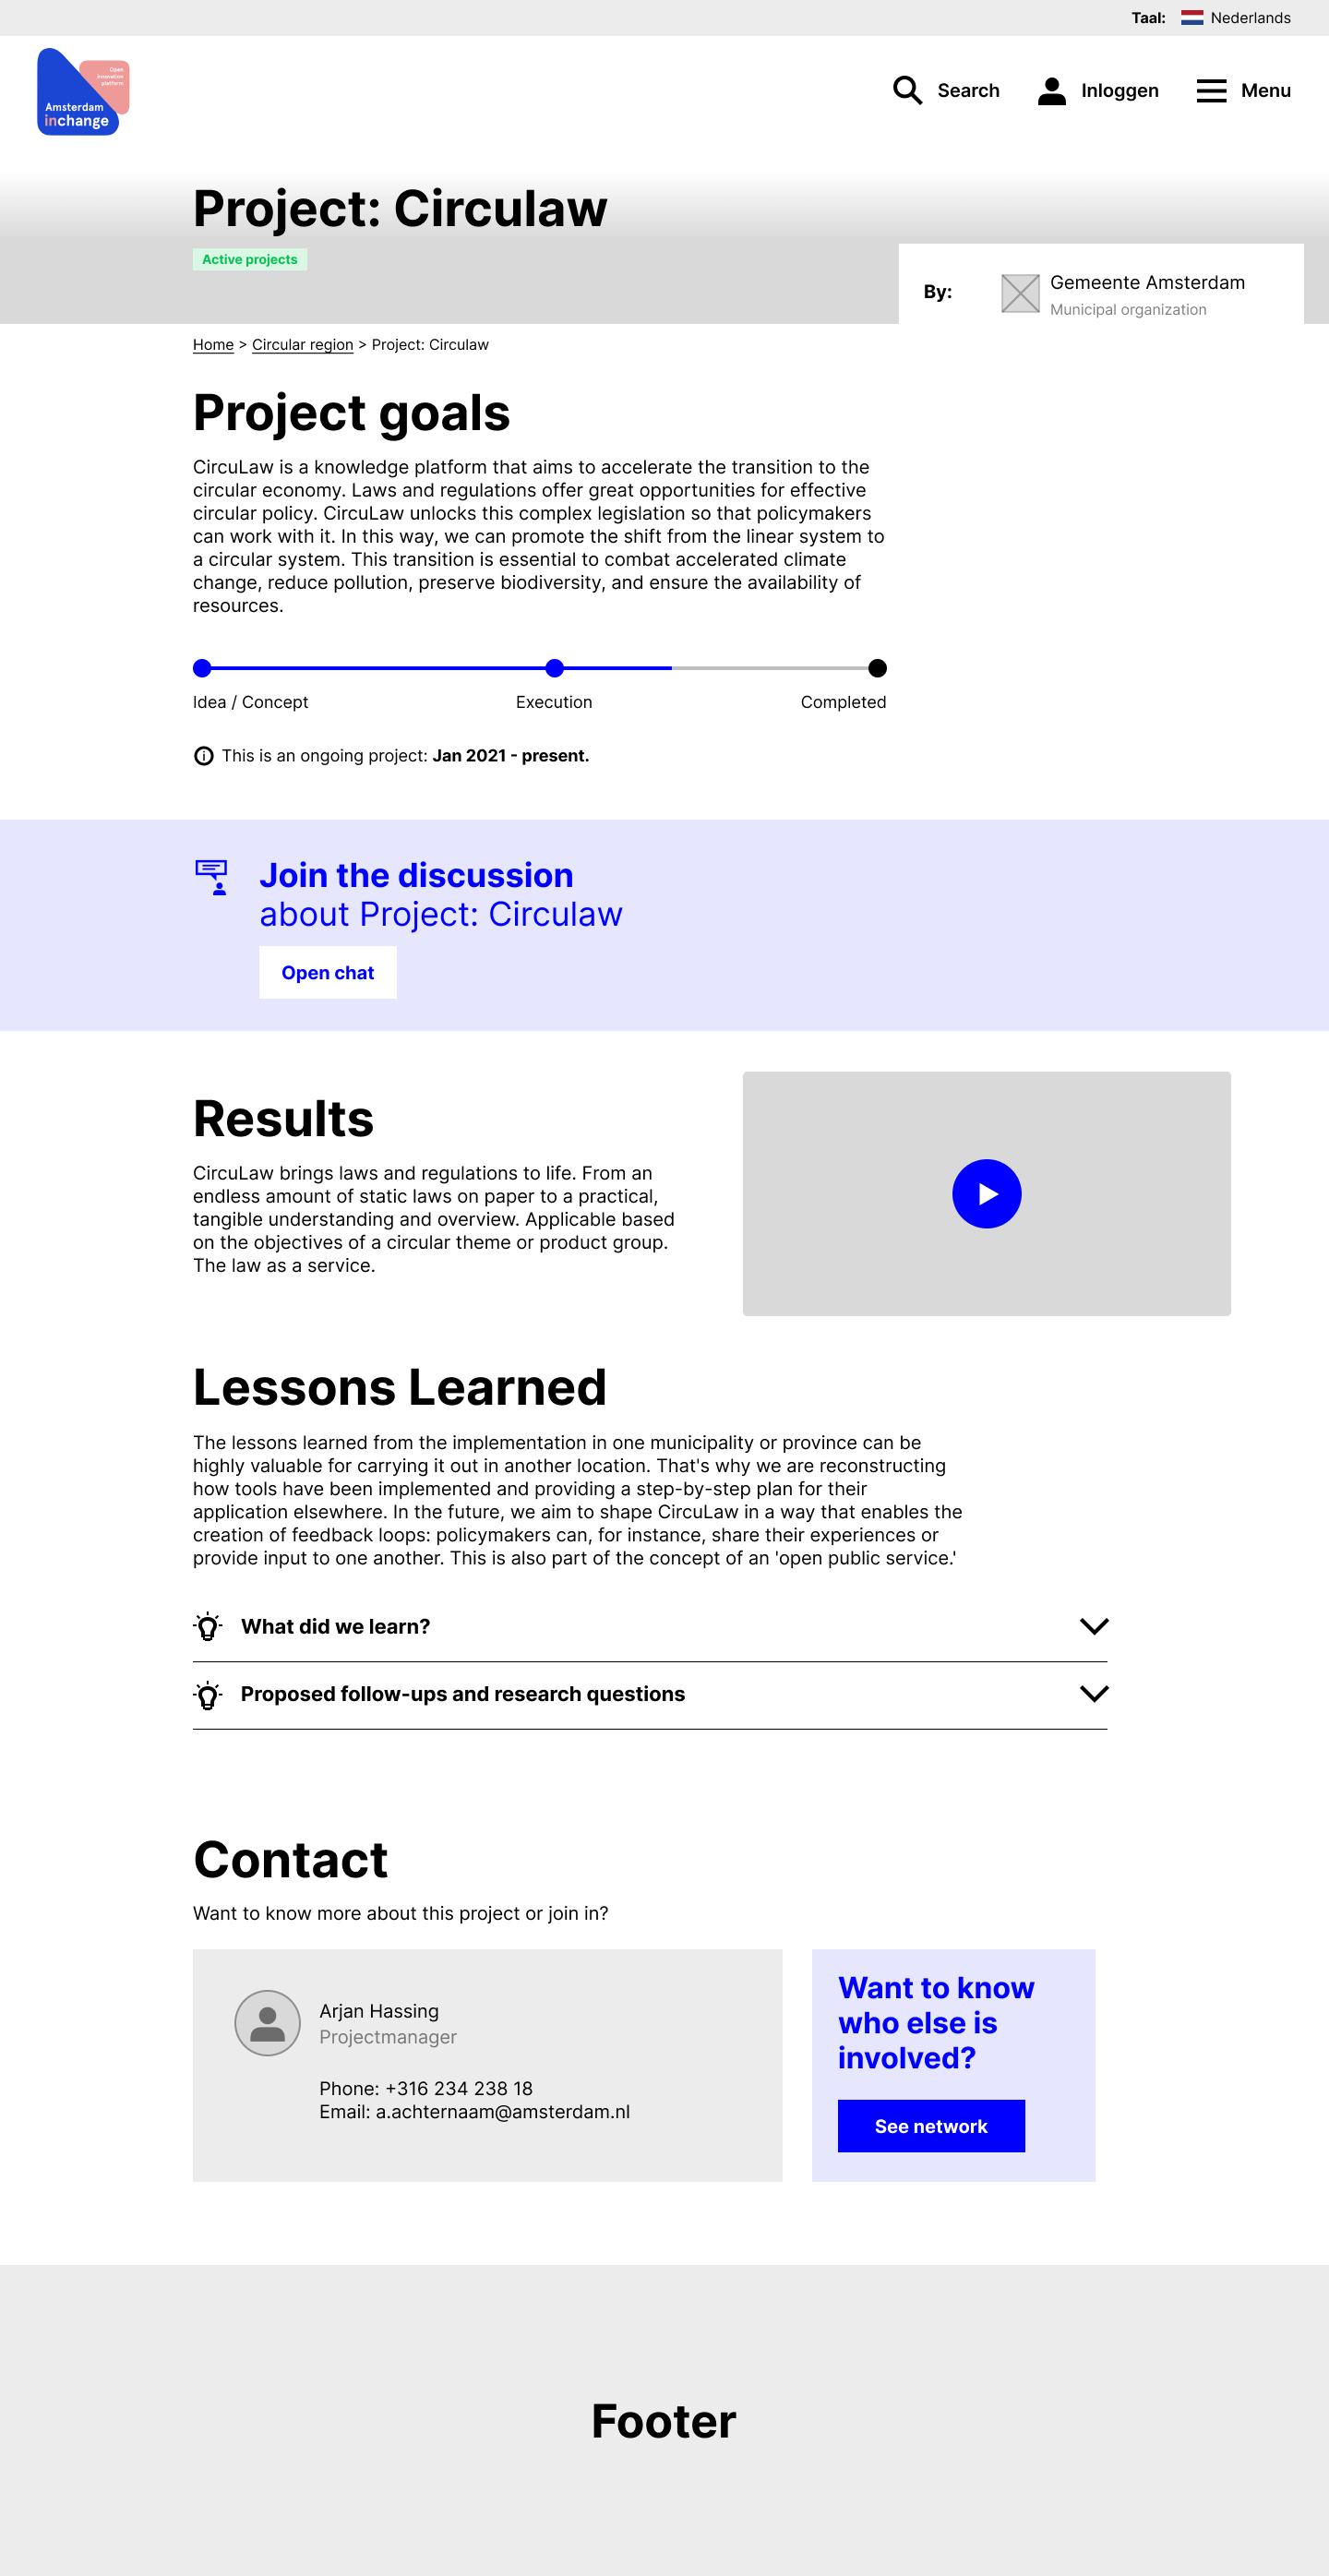 Taal: Nederlands
Open
Innovation
platform
Amsterdam
inchange
Search
Inloggen
Menu
Project: Circulaw
Active projects
By:
Gemeente Amsterdam
Municipal organization
Home > Circular region > Project: Circulaw
Project goals
CircuLaw is a knowledge platform that aims to accelerate the transition to the
circular economy. Laws and regulations offer great opportunities for effective
circular policy. CircuLaw unlocks this complex legislation so that policymakers
can work with it. In this way, we can promote the shift from the linear system to
a circular system. This transition is essential to combat accelerated climate
change, reduce pollution, preserve biodiversity, and ensure the availability of
resources.
Idea / Concept
Execution
Completed
This is an ongoing project: Jan 2021 - present.
Join the discussion
about Project: Circulaw
Open chat
Results
CircuLaw brings laws and regulations to life. From an
endless amount of static laws on paper to a practical,
tangible understanding and overview. Applicable based
on the objectives of a circular theme or product group.
The law as a service.
Lessons Learned
The lessons learned from the implementation in one municipality or province can be
highly valuable for carrying it out in another location. That's why we are reconstructing
how tools have been implemented and providing a step-by-step plan for their
application elsewhere. In the future, we aim to shape CircuLaw in a way that enables the
creation of feedback loops: policymakers can, for instance, share their experiences or
provide input to one another. This is also part of the concept of an 'open public service.'
What did we learn?
Proposed follow-ups and research questions
Contact
Want to know more about this project or join in?
Arjan Hassing
Projectmanager
Phone: +316 234 238 18
Email: a.achternaam@amsterdam.nl
Want to know
who else is
involved?
See network
Footer